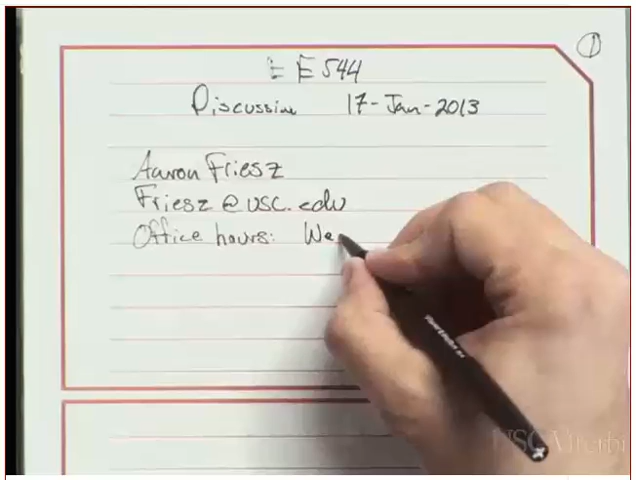 ①
EE 544
Discussion 17-Jan-2013
Aaron Friesz
Friesz@usc.edu
Office hours: We
USC Viterbi